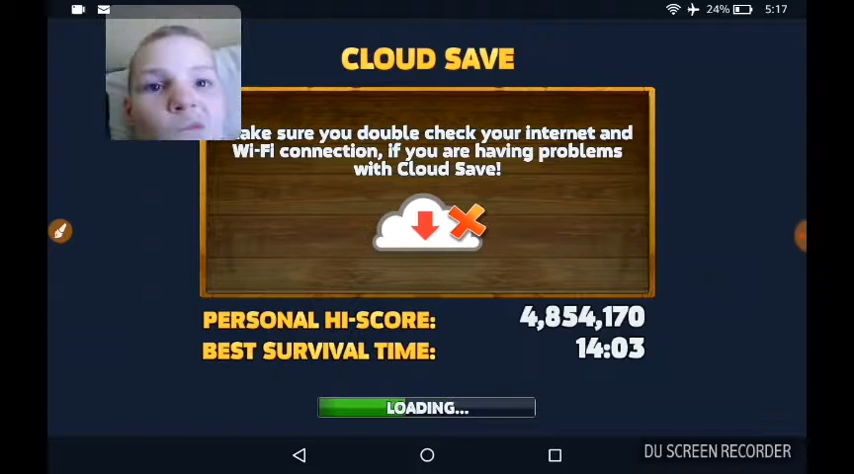 24% 5:17
CLOUD SAVE
ake sure you double check your internet and
Wi-Fi connection, if you are having problems
with Cloud Save!
PERSONAL HI-SCORE: 4,854,170
BEST SURVIVAL TIME: 14:03
LOADING...
DU SCREEN RECORDER